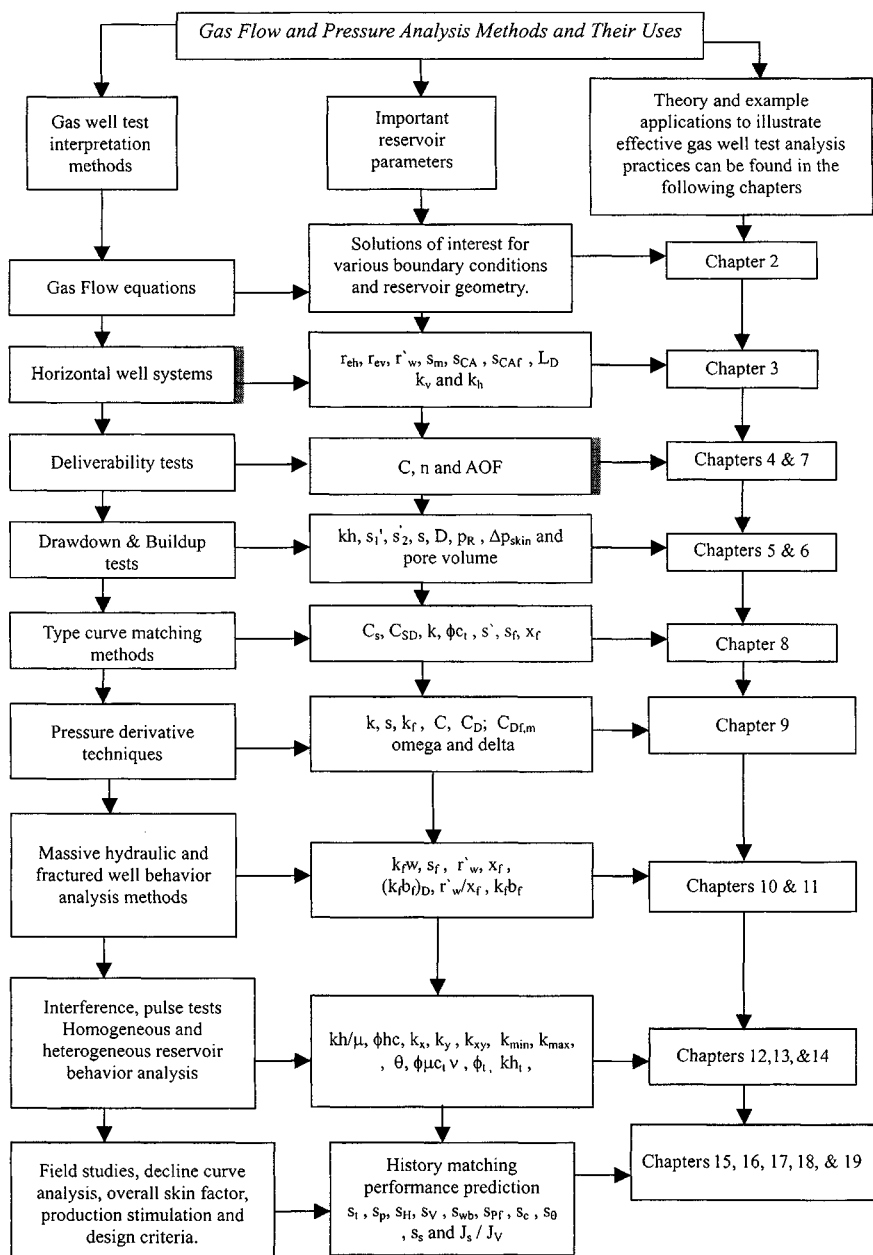 Gas Flow and Pressure Analysis Methods and Their Uses
Gas well test
interpretation
methods
Important
reservoir
parameters
Theory and example
applications to illustrate
effective gas well test analysis
practices can be found in the
following chapters
Gas Flow equations
Solutions of interest for
various boundary conditions
and reservoir geometry.
Chapter 2
Horizontal well systems
r_eh, r_ev, r`_w, s_m, s_CA , s_CAf , L_D
k_v and k_h
Chapter 3
Deliverability tests
C, n and AOF
Chapters 4 & 7
Drawdown & Buildup
tests
kh, s_1', s'_2, s, D, p_R , Δp_skin and
pore volume
Chapters 5 & 6
Type curve matching
methods
C_s, C_SD, k, ϕc_t , s`, s_f, x_f
Chapter 8
Pressure derivative
techniques
k, s, k_f , C, C_D; C_Df,m
omega and delta
Chapter 9
Massive hydraulic and
fractured well behavior
analysis methods
k_fw, s_f , r`_w, x_f ,
(k_fb_f)_D, r`_w/x_f , k_fb_f
Chapters 10 & 11
Interference, pulse tests
Homogeneous and
heterogeneous reservoir
behavior analysis
kh/μ, ϕhc, k_x, k_y , k_xy, k_min, k_max,
, θ, ϕμc_t ν , ϕ_t, kh_t ,
Chapters 12,13, &14
Field studies, decline curve
analysis, overall skin factor,
production stimulation and
design criteria.
History matching
performance prediction
s_t , s_p, s_H, s_V, s_wb, s_Pf , s_c, s_θ
, s_s and J_s / J_V
Chapters 15, 16, 17, 18, & 19